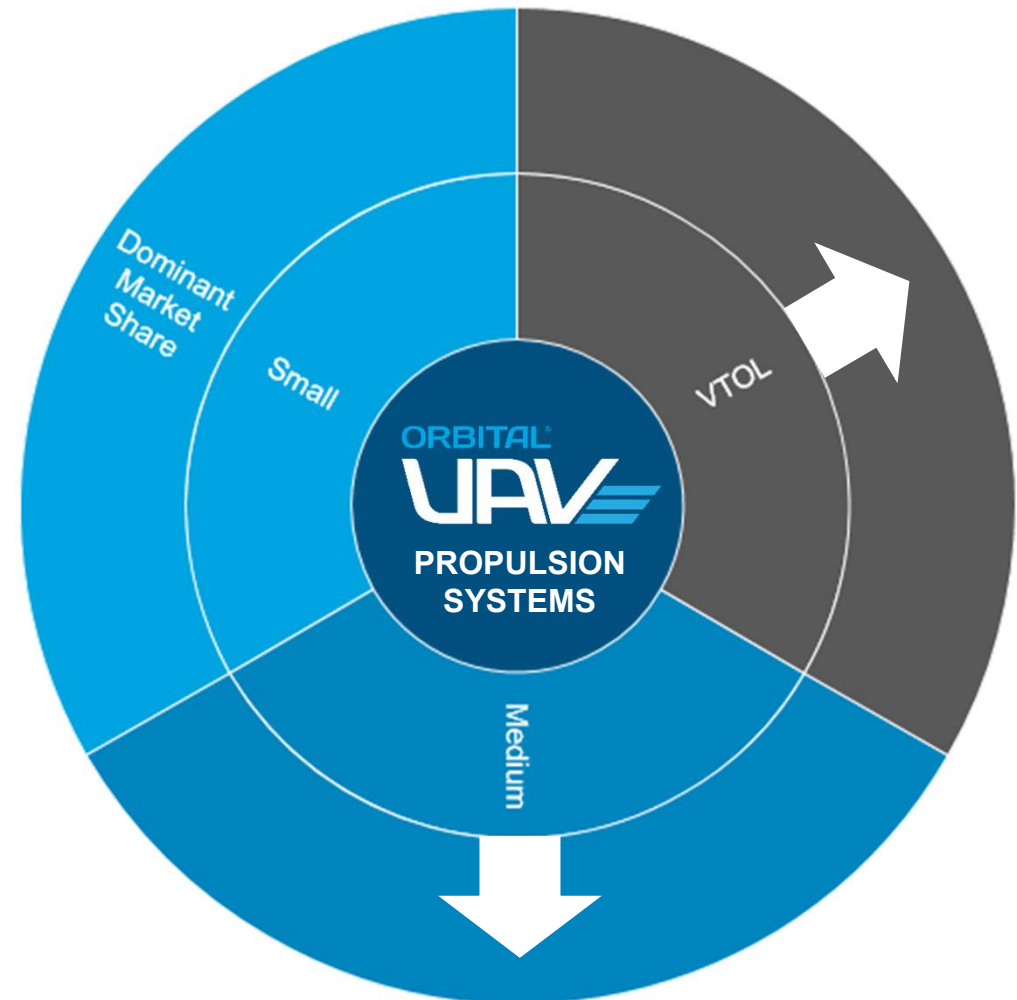 Dominant
Market
Share
Small
VTOL
ORBITAL®
UAV
PROPULSION
SYSTEMS
Medium